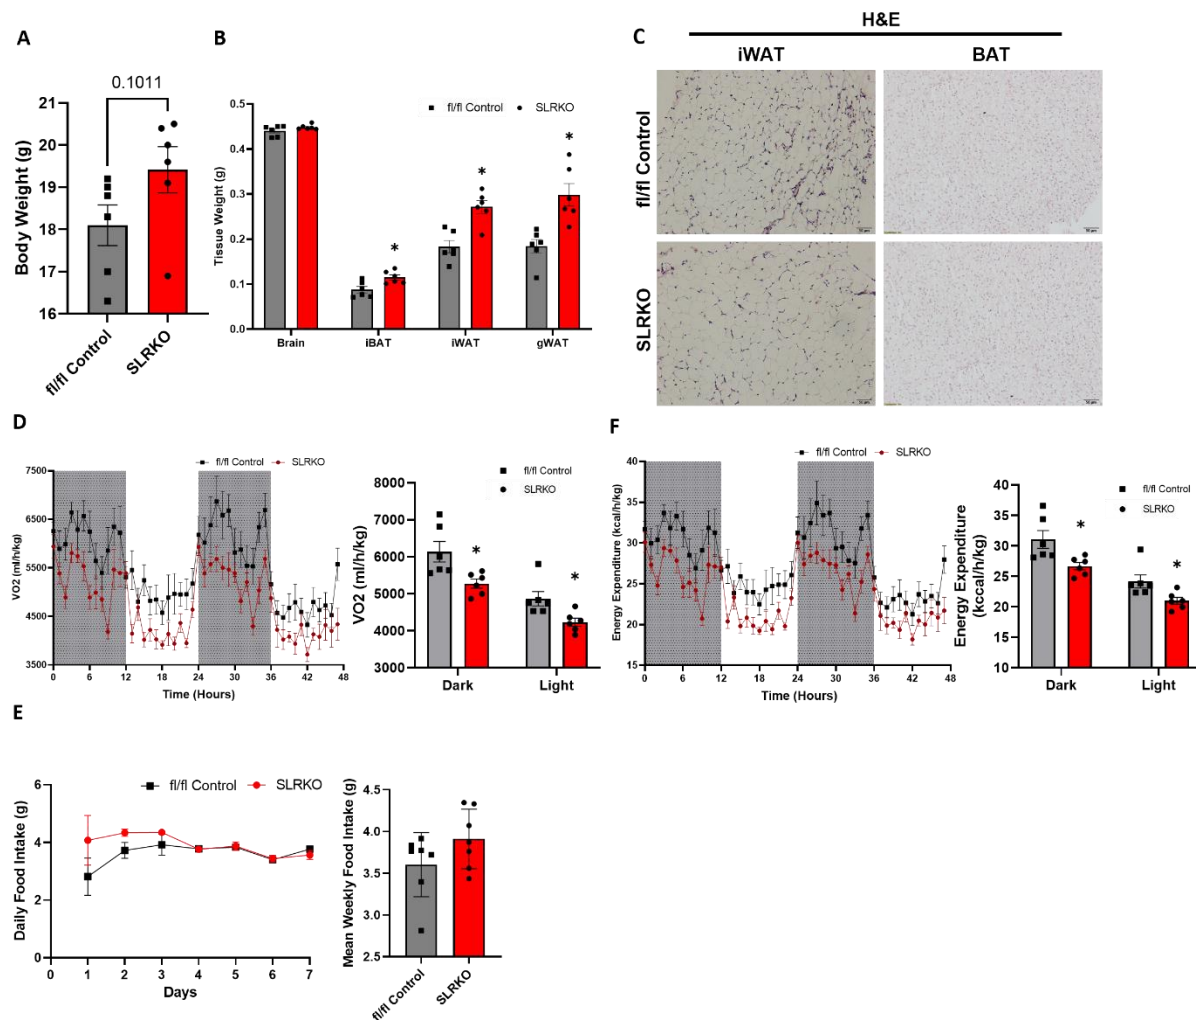 A
0.1011
21
20
19
18
17
16
Body Weight (g)
fl/fl Control
SLRKO
B
fl/fl Control SLRKO
0.5
0.4
0.3
0.2
0.1
0.0
Tissue Weight (g)
* * *
Brain iBAT iWAT gWAT
C
H&E
iWAT BAT
fl/fl Control
SLRKO
D
fl/fl Control SLRKO
7500
6500
5500
4500
3500
VO2 (ml/h/kg)
0 6 12 18 24 30 36 42 48
Time (Hours)
fl/fl Control
SLRKO
8000
7000
6000
5000
4000
3000
VO2 (ml/h/kg)
* *
Dark Light
F
fl/fl Control SLRKO
40
35
30
25
20
15
Energy Expenditure (kcal/h/kg)
0 6 12 18 24 30 36 42 48
Time (Hours)
fl/fl Control
SLRKO
40
35
30
25
20
15
10
Energy Expenditure
(kccal/h/kg)
* *
Dark Light
E
fl/fl Control SLRKO
6
4
2
0
Daily Food Intake (g)
0 1 2 3 4 5 6 7
Days
4.5
4.0
3.5
3.0
2.5
Mean Weekly Food Intake (g)
fl/fl Control
SLRKO